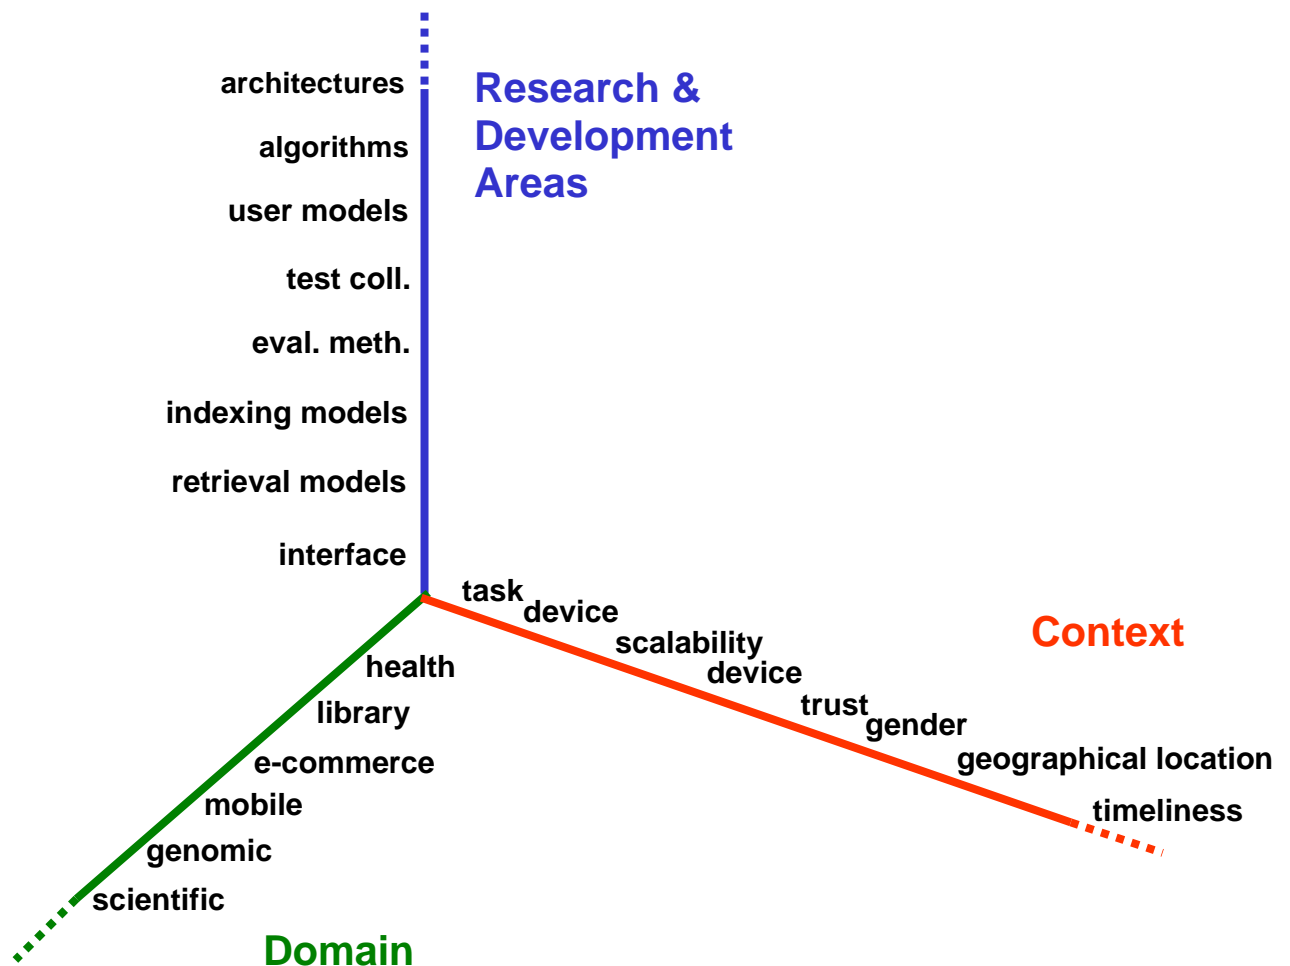 architectures
Research &
Development
Areas
algorithms
user models
test coll.
eval. meth.
indexing models
retrieval models
interface
task
device
scalability
device
trust
gender
geographical location
timeliness
Context
health
library
e-commerce
mobile
genomic
scientific
Domain